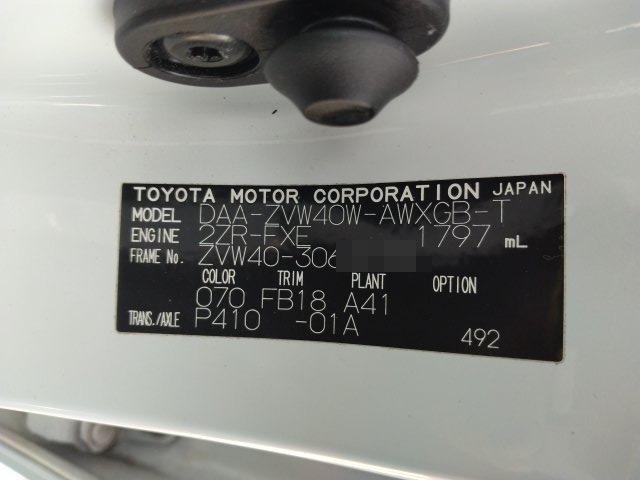 TOYOTA MOTOR CORPORATION JAPAN
MODEL DAA-ZVW40W-AWXGB-T
ENGINE 2ZR-FXE 1797 mL
FRAME No. ZVW40-306
COLOR TRIM PLANT OPTION
070 FB18 A41
TRANS./AXLE P410 -01A
492